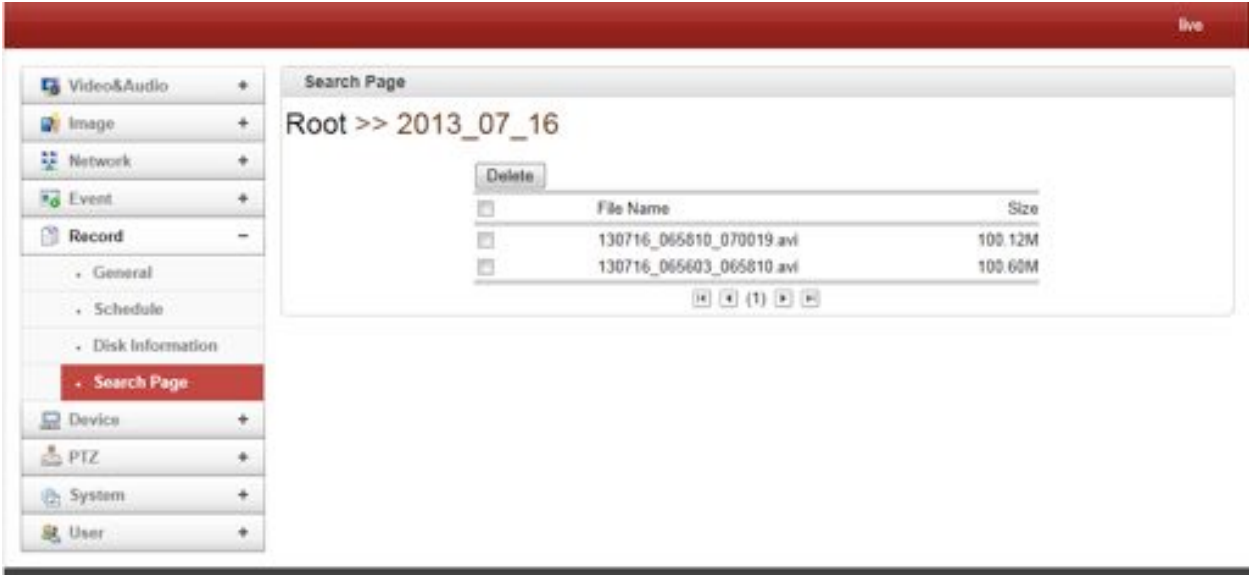 live
Video&Audio +
Image +
Network +
Event +
Record -
General
Schedule
Disk Information
Search Page
Device +
PTZ +
System +
User +
Search Page
Root >> 2013_07_16
Delete
File Name Size
130716_065810_070019.avi 100.12M
130716_065603_065810.avi 100.60M
(1)